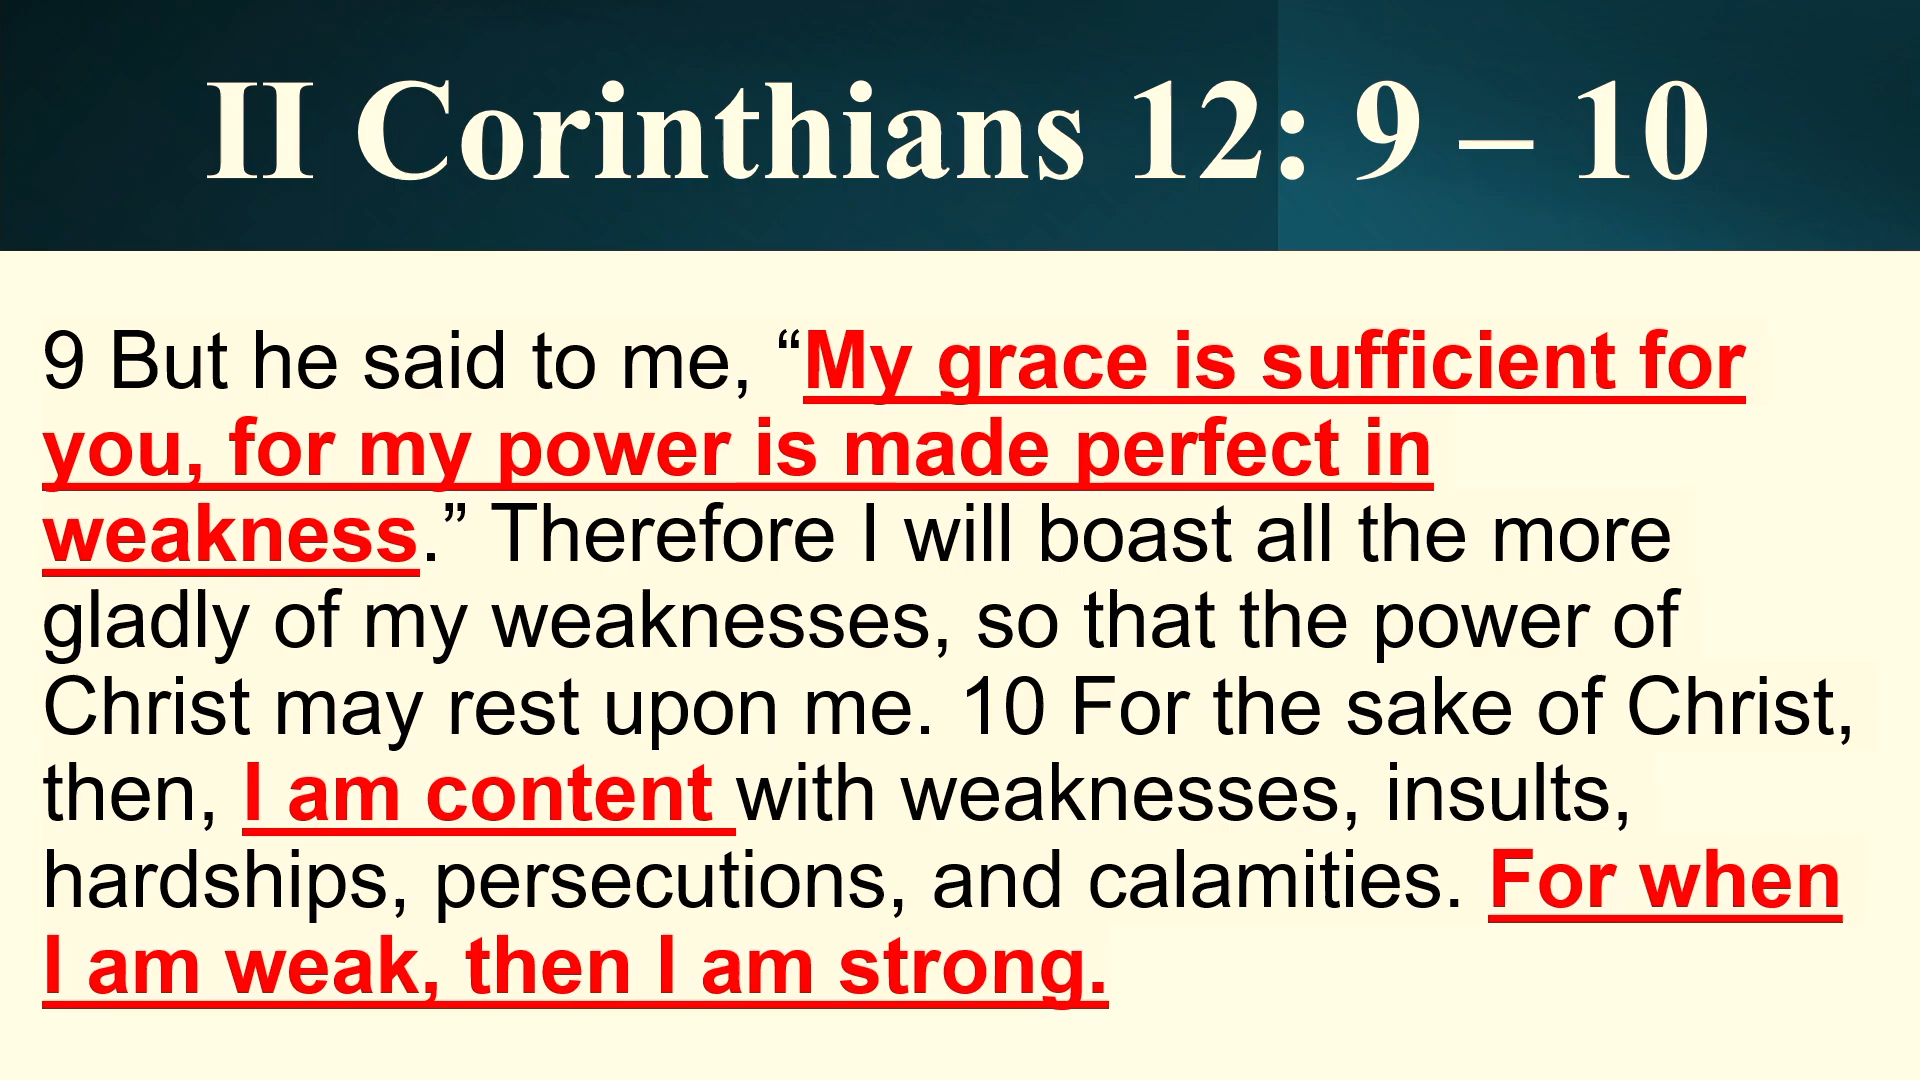 II Corinthians 12: 9 – 10
9 But he said to me, “My grace is sufficient for
you, for my power is made perfect in
weakness.” Therefore I will boast all the more
gladly of my weaknesses, so that the power of
Christ may rest upon me. 10 For the sake of Christ,
then, I am content with weaknesses, insults,
hardships, persecutions, and calamities. For when
I am weak, then I am strong.